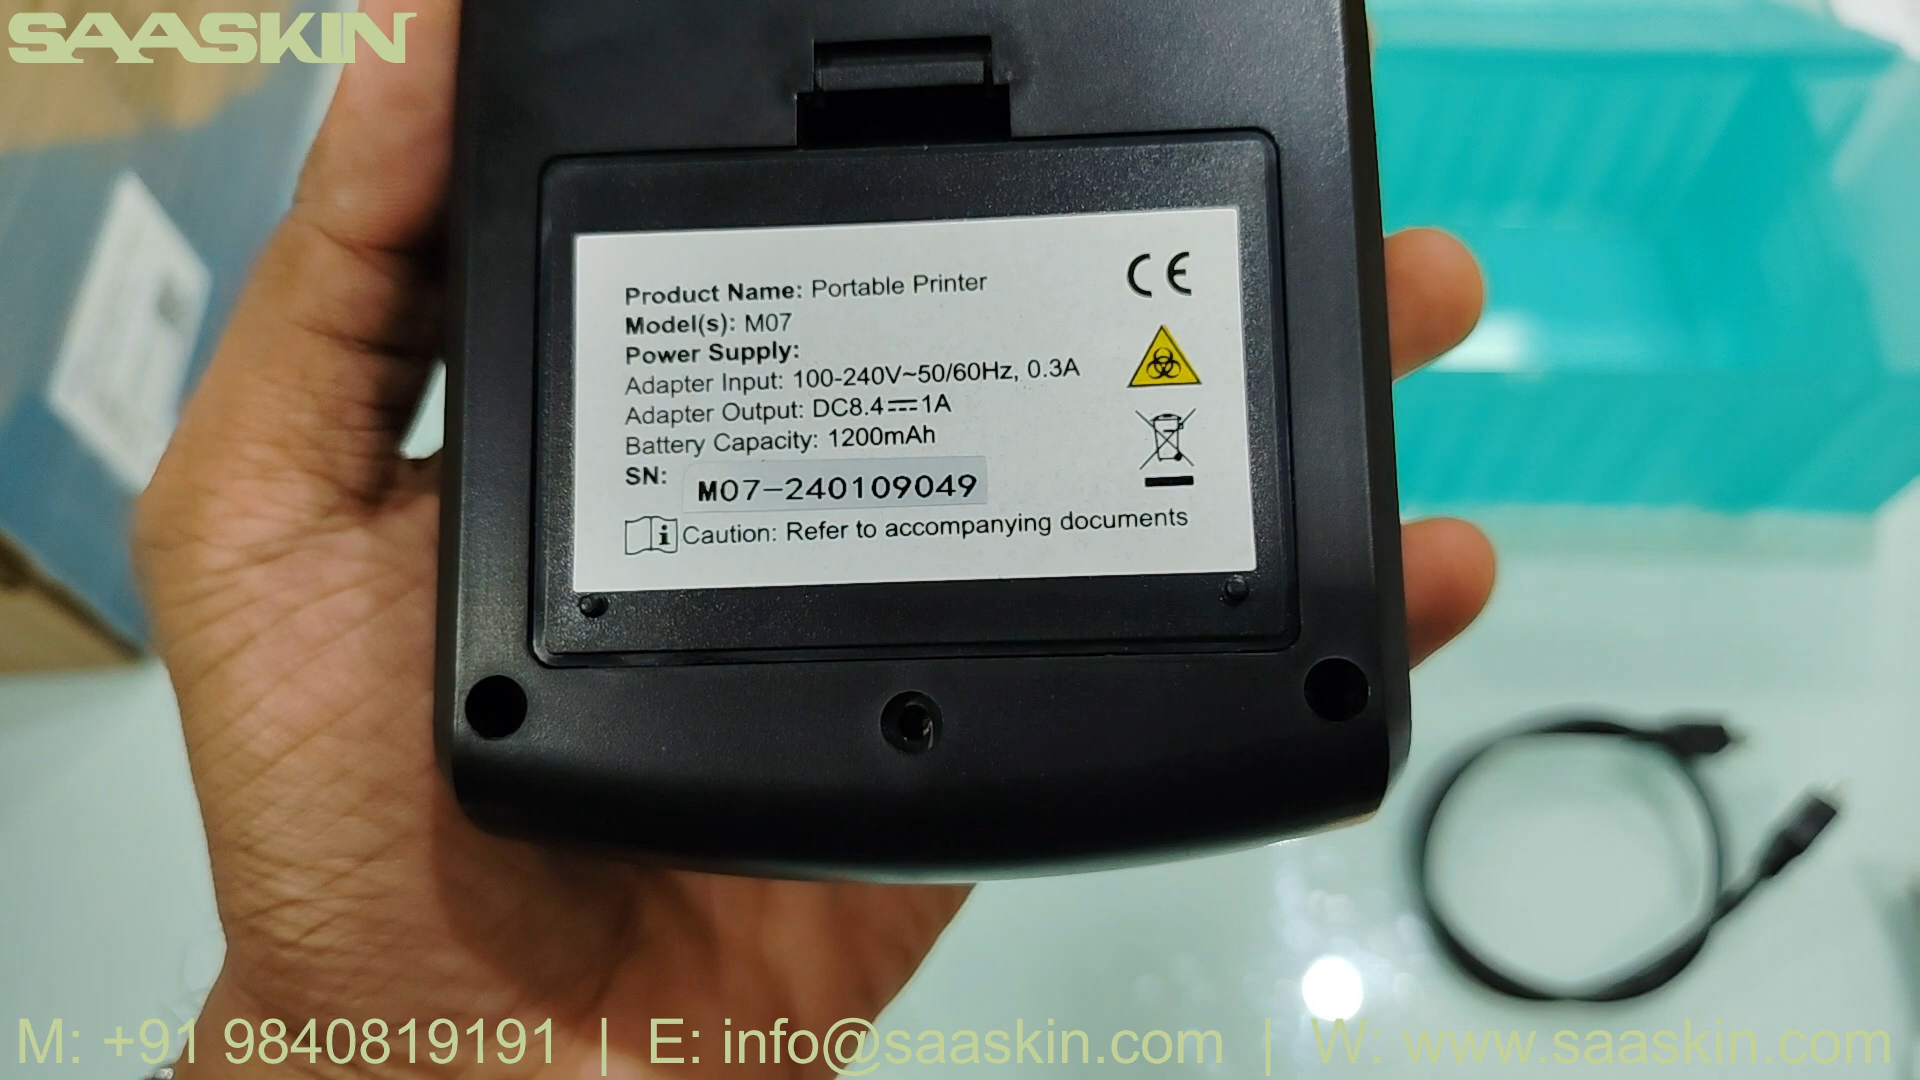 SAASKIN
Product Name: Portable Printer
Model(s): M07
Power Supply:
Adapter Input: 100-240V~50/60Hz, 0.3A
Adapter Output: DC8.4⎓1A
Battery Capacity: 1200mAh
SN: M07-240109049
i Caution: Refer to accompanying documents
CE
M: +91 9840819191 | E: info@saaskin.com | W: www.saaskin.com